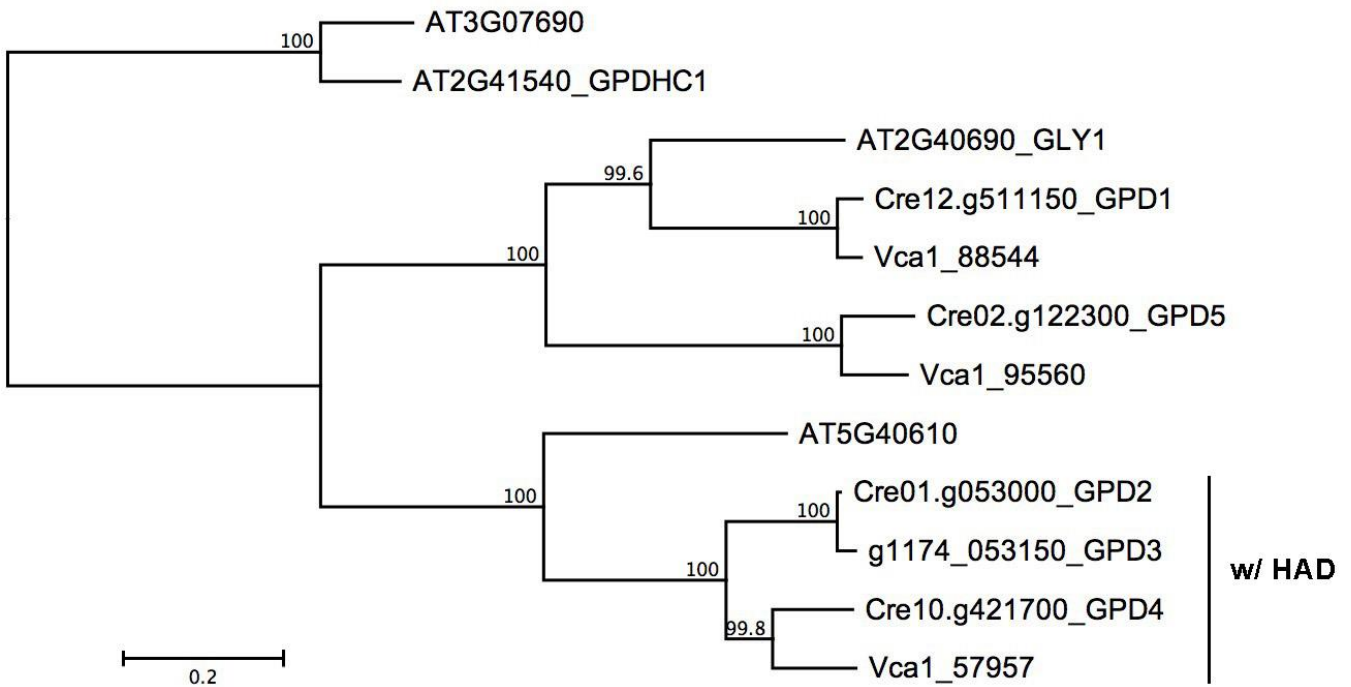 AT3G07690
100
AT2G41540_GPDHC1
AT2G40690_GLY1
99.6
Cre12.g511150_GPD1
100
Vca1_88544
100
Cre02.g122300_GPD5
100
Vca1_95560
AT5G40610
100
Cre01.g053000_GPD2
100
g1174_053150_GPD3
100
w/ HAD
Cre10.g421700_GPD4
99.8
Vca1_57957
0.2